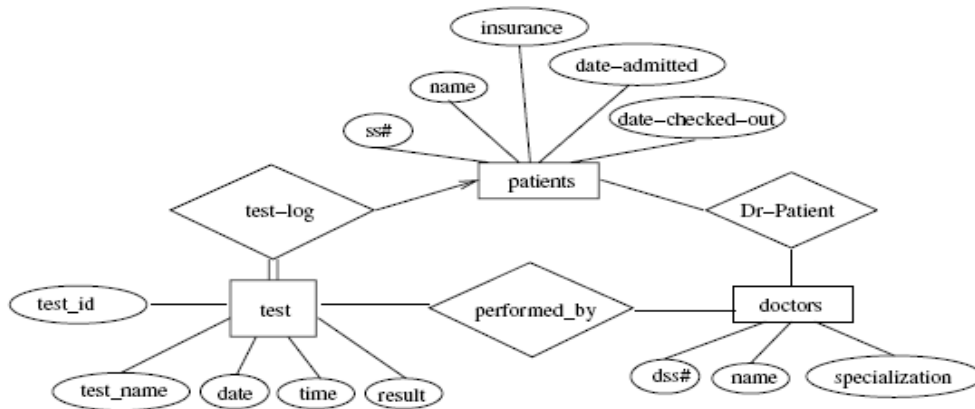 insurance
date-admitted
name
date-checked-out
ss#
patients
test-log
Dr-Patient
test_id
test
performed_by
doctors
test_name
date
time
result
dss#
name
specialization